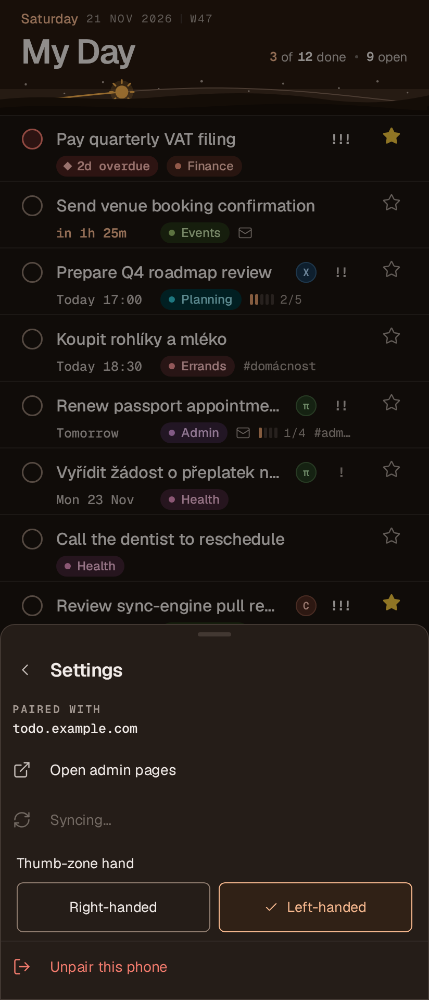 Saturday 21 NOV 2026 | W47
My Day
3 of 12 done • 9 open
Pay quarterly VAT filing !!!
◆ 2d overdue • Finance
Send venue booking confirmation
in 1h 25m • Events
Prepare Q4 roadmap review X !!
Today 17:00 • Planning 2/5
Koupit rohlíky a mléko
Today 18:30 • Errands #domácnost
Renew passport appointme… π !!
Tomorrow • Admin 1/4 #adm…
Vyřídit žádost o přeplatek n… π !
Mon 23 Nov • Health
Call the dentist to reschedule
• Health
Review sync-engine pull re… C !!!
Settings
PAIRED WITH
todo.example.com
Open admin pages
Syncing…
Thumb-zone hand
Right-handed
✓ Left-handed
Unpair this phone